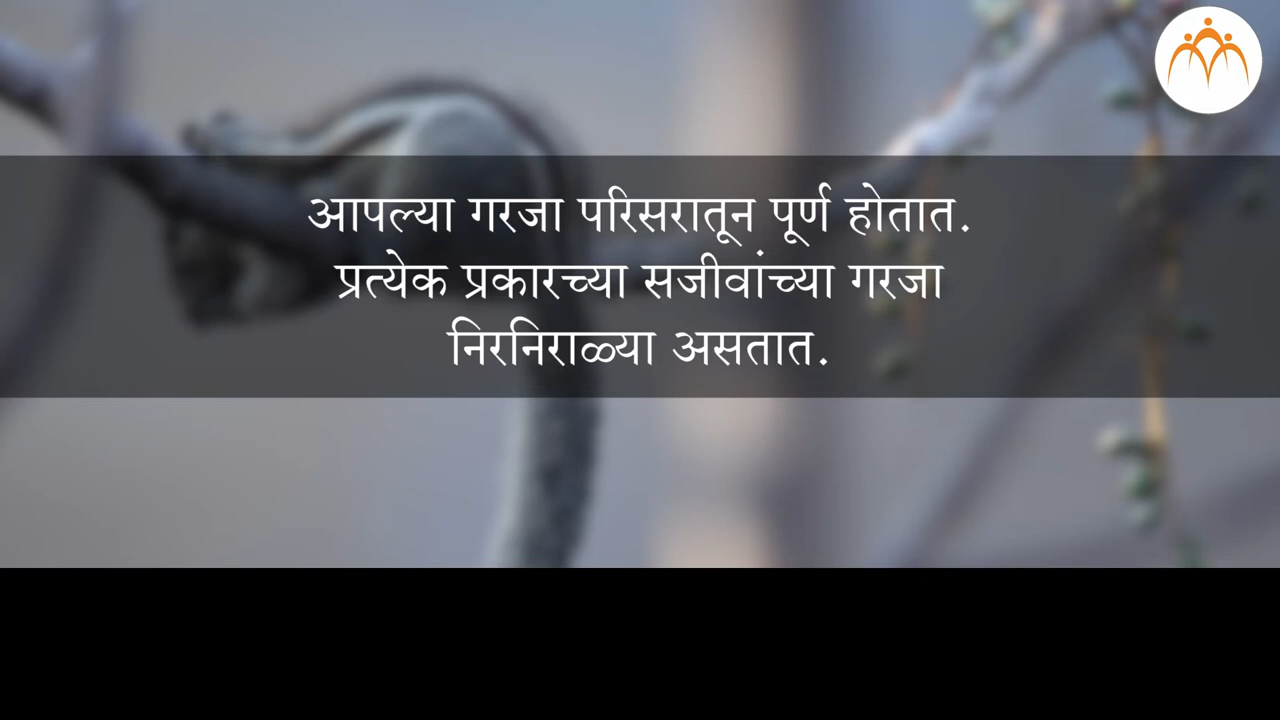 आपल्या गरजा परिसरातून पूर्ण होतात.
प्रत्येक प्रकारच्या सजीवांच्या गरजा
निरनिराळ्या असतात.